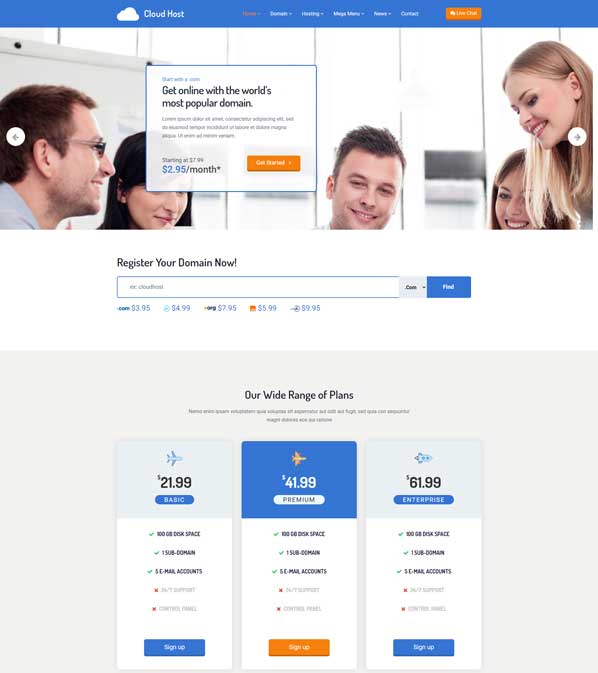 Cloud Host
Home Domain Hosting Mega Menu News Contact
Live Chat
Start with a .com
Get online with the world's
most popular domain.
Lorem ipsum dolor sit amet, consectetur adipiscing elit, sed
do eiusmod tempor incididunt ut labore et dolore magna
aliqua. Ut enim ad minim veniam.
Starting at $7.99
$2.95/month*
Get Started
Register Your Domain Now!
ex: cloudhost
.Com
Find
.com $3.95 $4.99 .org $7.95 $5.99 $9.95
Our Wide Range of Plans
Nemo enim ipsam voluptatem quia voluptas sit aspernatur aut odit aut fugit, sed quia con sequuntur
magni dolores eos qui ratione
$21.99
BASIC
100 GB DISK SPACE
1 SUB-DOMAIN
5 E-MAIL ACCOUNTS
24/7 SUPPORT
CONTROL PANEL
Sign up
$41.99
PREMIUM
100 GB DISK SPACE
1 SUB-DOMAIN
5 E-MAIL ACCOUNTS
24/7 SUPPORT
CONTROL PANEL
Sign up
$61.99
ENTERPRISE
100 GB DISK SPACE
1 SUB-DOMAIN
5 E-MAIL ACCOUNTS
24/7 SUPPORT
CONTROL PANEL
Sign up